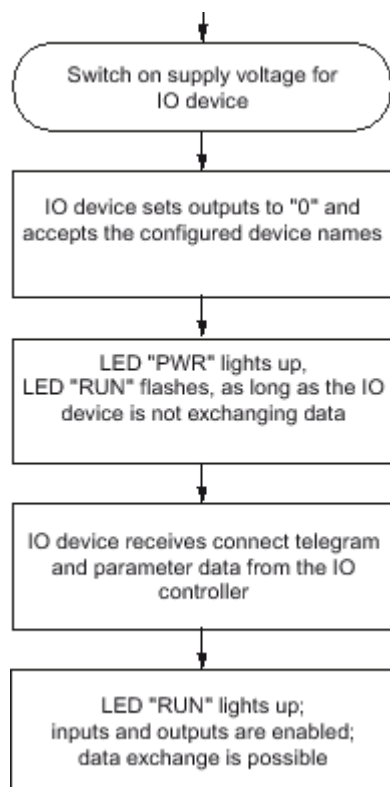 Switch on supply voltage for
IO device
IO device sets outputs to "0" and
accepts the configured device names
LED "PWR" lights up,
LED "RUN" flashes, as long as the IO
device is not exchanging data
IO device receives connect telegram
and parameter data from the IO
controller
LED "RUN" lights up;
inputs and outputs are enabled;
data exchange is possible